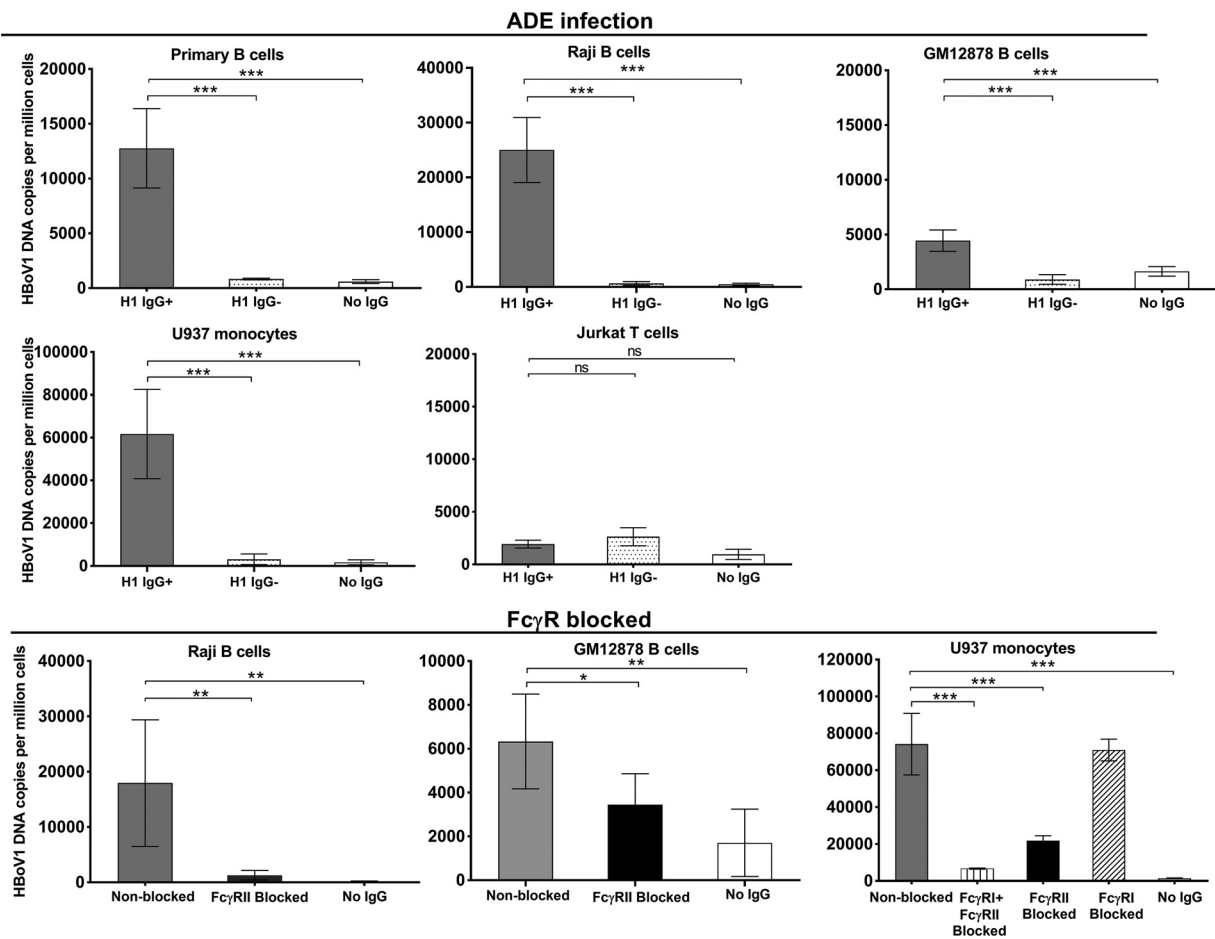 ADE infection
Primary B cells
HBoV1 DNA copies per million cells
20000
15000
10000
5000
0
***
***
H1 IgG+ H1 IgG- No IgG
Raji B cells
40000
30000
20000
10000
0
***
***
H1 IgG+ H1 IgG- No IgG
GM12878 B cells
20000
15000
10000
5000
0
***
***
H1 IgG+ H1 IgG- No IgG
U937 monocytes
HBoV1 DNA copies per million cells
100000
80000
60000
40000
20000
0
***
***
H1 IgG+ H1 IgG- No IgG
Jurkat T cells
20000
15000
10000
5000
0
ns
ns
H1 IgG+ H1 IgG- No IgG
FcγR blocked
Raji B cells
HBoV1 DNA copies per million cells
40000
30000
20000
10000
0
**
**
Non-blocked FcγRII Blocked No IgG
GM12878 B cells
10000
8000
6000
4000
2000
0
**
*
Non-blocked FcγRII Blocked No IgG
U937 monocytes
120000
100000
80000
60000
40000
20000
0
***
***
***
Non-blocked FcγRI+ FcγRII FcγRI No IgG
FcγRII Blocked Blocked
Blocked